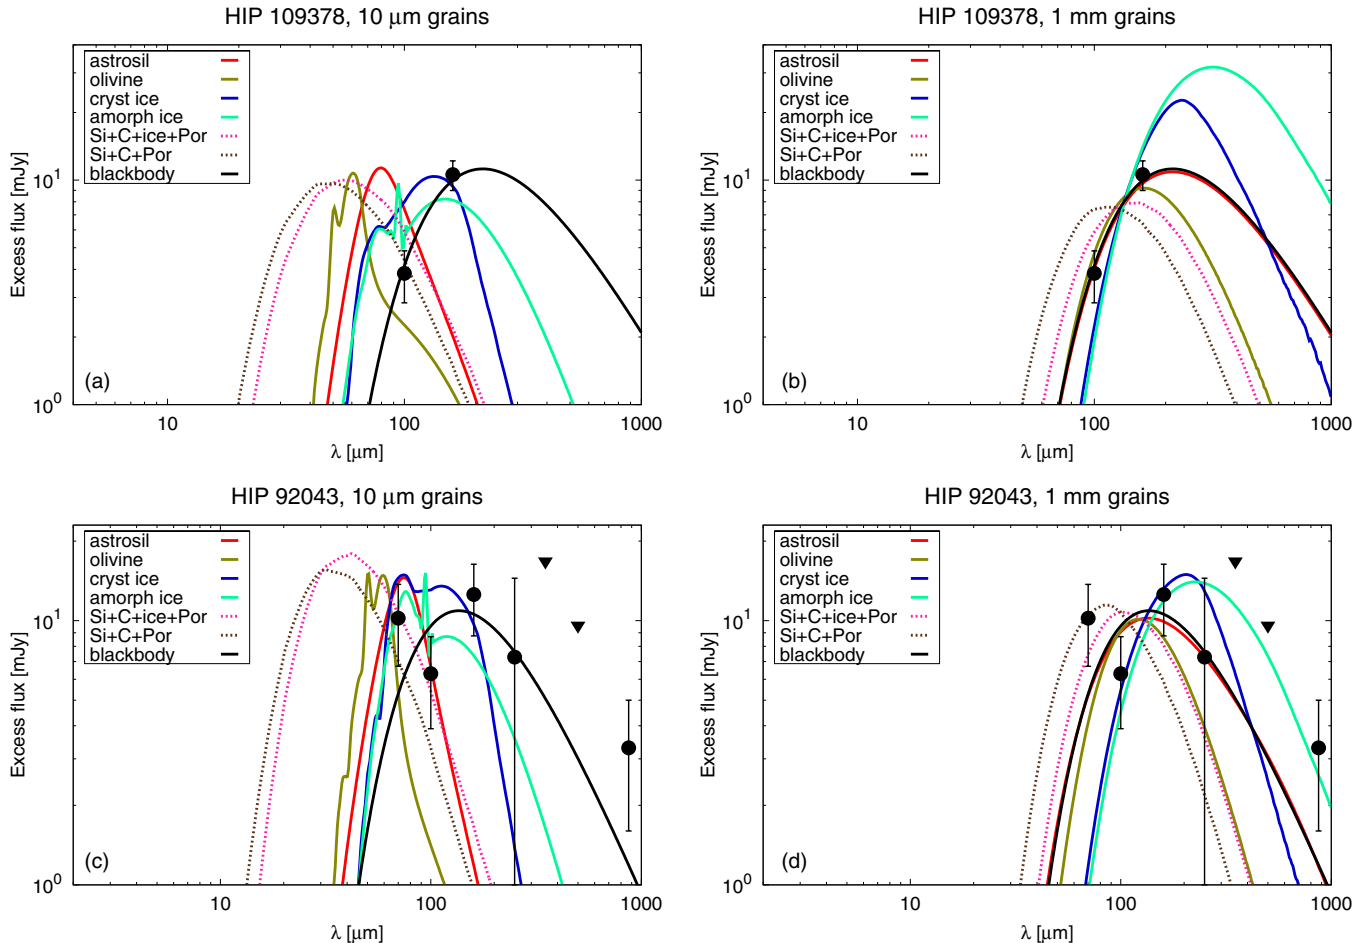 HIP 109378, 10 μm grains
astrosil
olivine
cryst ice
amorph ice
Si+C+ice+Por
Si+C+Por
blackbody
Excess flux [mJy]
10^1
10^0
(a)
10
100
1000
λ [μm]
HIP 109378, 1 mm grains
astrosil
olivine
cryst ice
amorph ice
Si+C+ice+Por
Si+C+Por
blackbody
Excess flux [mJy]
10^1
10^0
(b)
10
100
1000
λ [μm]
HIP 92043, 10 μm grains
astrosil
olivine
cryst ice
amorph ice
Si+C+ice+Por
Si+C+Por
blackbody
Excess flux [mJy]
10^1
10^0
(c)
10
100
1000
λ [μm]
HIP 92043, 1 mm grains
astrosil
olivine
cryst ice
amorph ice
Si+C+ice+Por
Si+C+Por
blackbody
Excess flux [mJy]
10^1
10^0
(d)
10
100
1000
λ [μm]